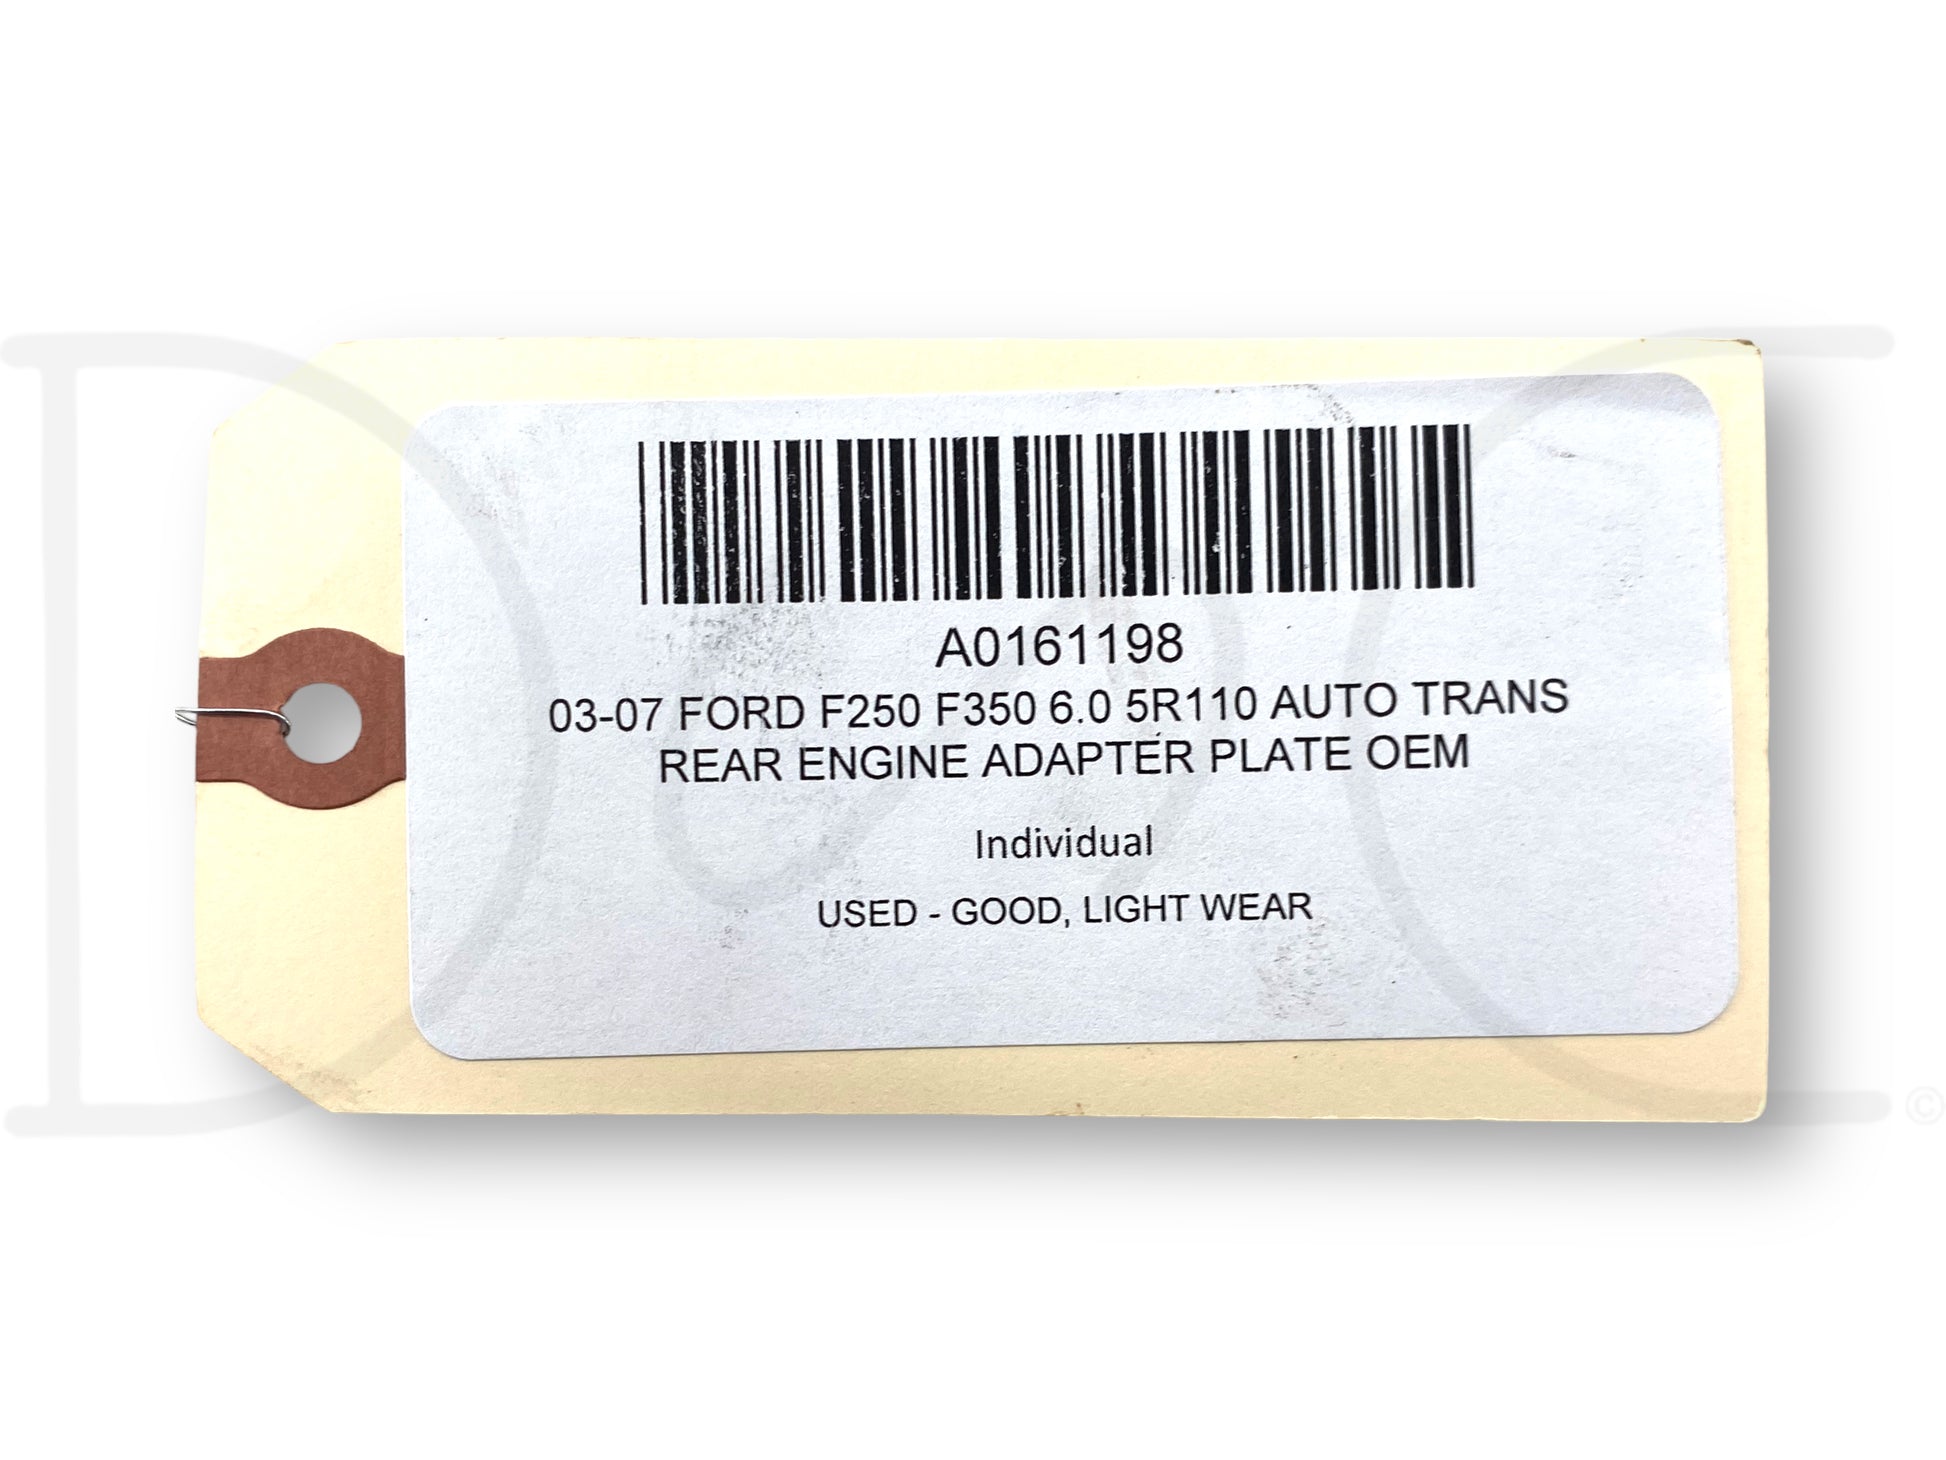 A0161198
03-07 FORD F250 F350 6.0 5R110 AUTO TRANS
REAR ENGINE ADAPTER PLATE OEM
Individual
USED - GOOD, LIGHT WEAR
D C
©